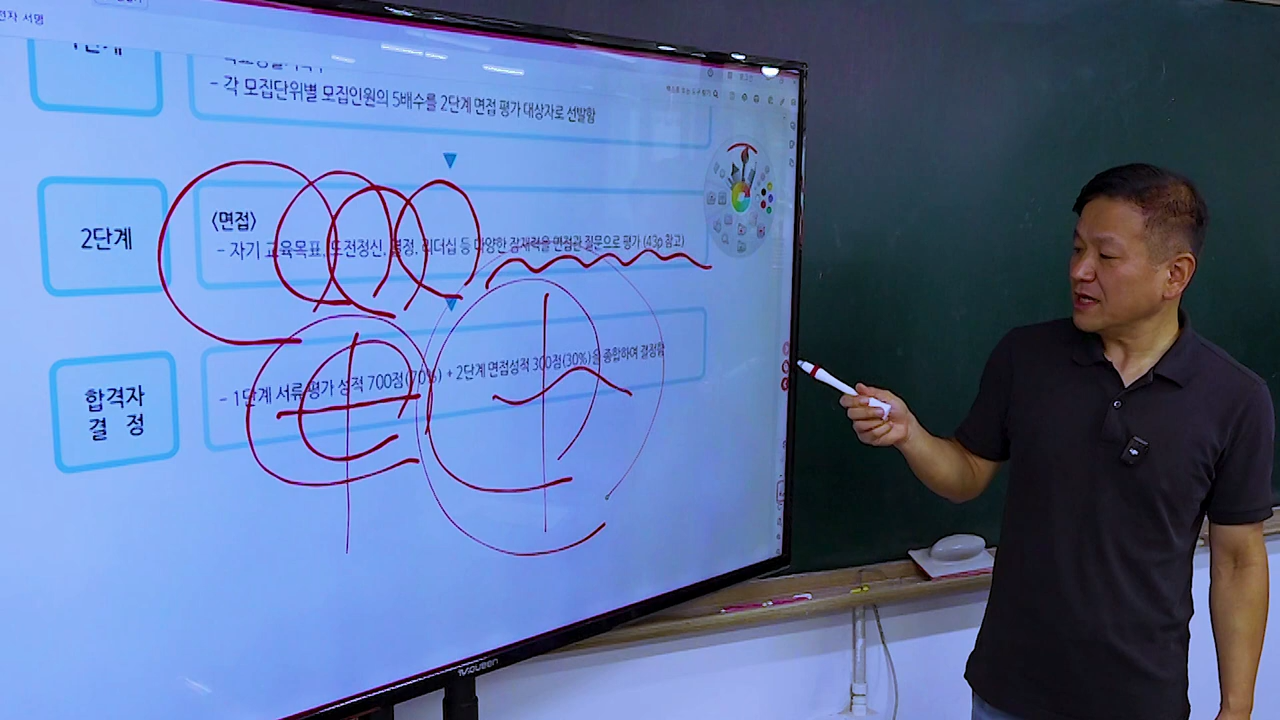 전자 서명
1단계
- 각 모집단위별 모집인원의 5배수를 2단계 면접 평가 대상자로 선발함
2단계
<면접>
- 자기 교육목표, 도전정신, 열정, 리더십 등 다양한 잠재력을 면접관 질문으로 평가 (43p 참고)
합격자
결 정
- 1단계 서류 평가 성적 700점(70%) + 2단계 면접성적 300점(30%)을 종합하여 결정함
QUEEN